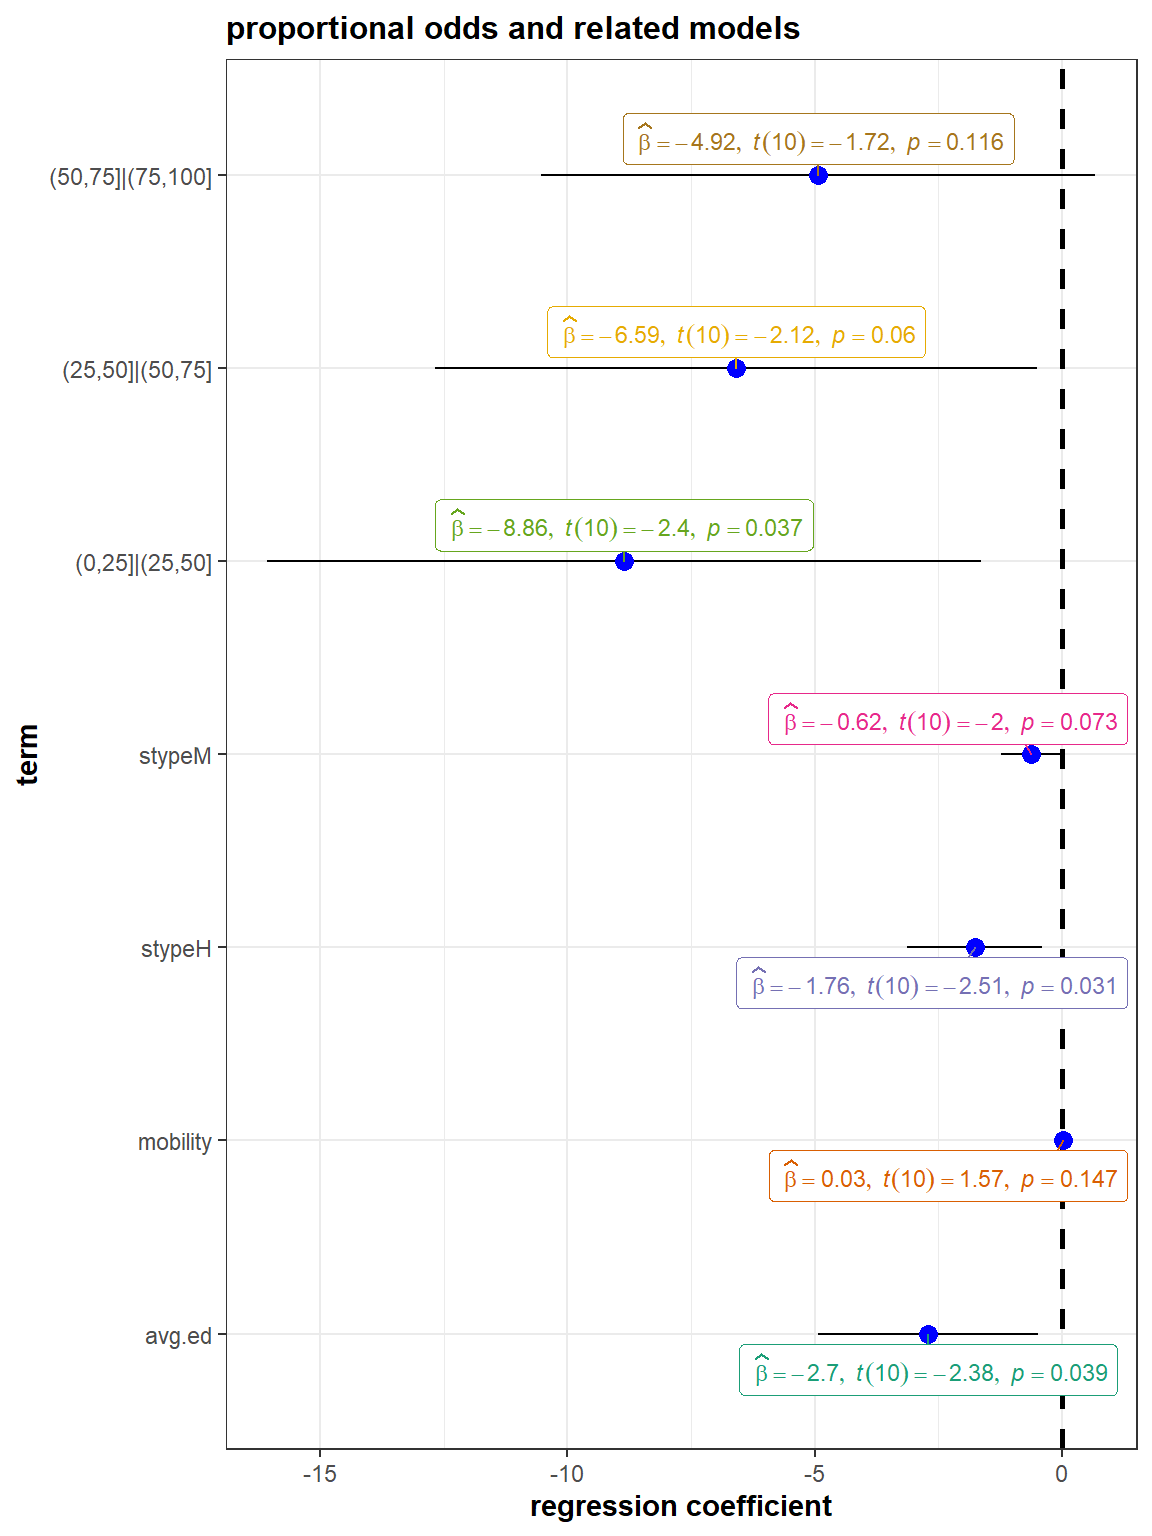 proportional odds and related models
β̂ = −4.92, t(10) = −1.72, p = 0.116
(50,75]|(75,100]
β̂ = −6.59, t(10) = −2.12, p = 0.06
(25,50]|(50,75]
β̂ = −8.86, t(10) = −2.4, p = 0.037
(0,25]|(25,50]
β̂ = −0.62, t(10) = −2, p = 0.073
term
stypeM
stypeH
β̂ = −1.76, t(10) = −2.51, p = 0.031
mobility
β̂ = 0.03, t(10) = 1.57, p = 0.147
avg.ed
β̂ = −2.7, t(10) = −2.38, p = 0.039
-15 -10 -5 0
regression coefficient